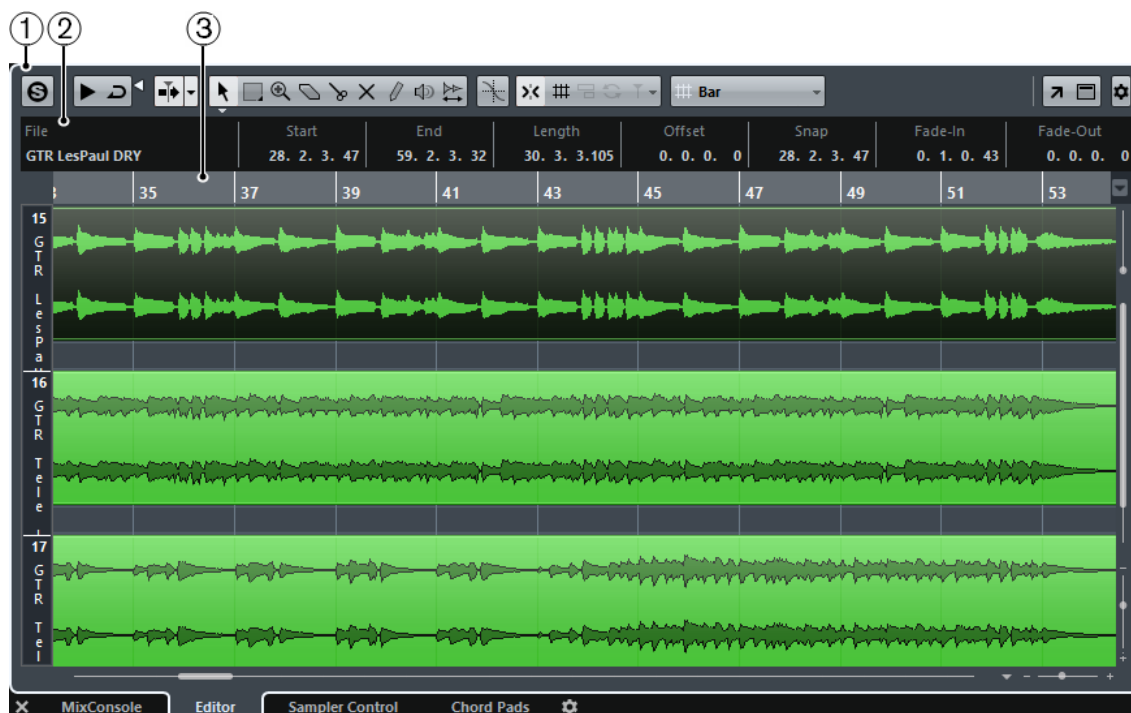 1 2 3
Bar
File Start End Length Offset Snap Fade-In Fade-Out
GTR LesPaul DRY 28. 2. 3. 47 59. 2. 3. 32 30. 3. 3.105 0. 0. 0. 0 28. 2. 3. 47 0. 1. 0. 43 0. 0. 0. 0
35 37 39 41 43 45 47 49 51 53
15
GTR LesPa
16
GTR Tele
17
GTR Tel
MixConsole Editor Sampler Control Chord Pads